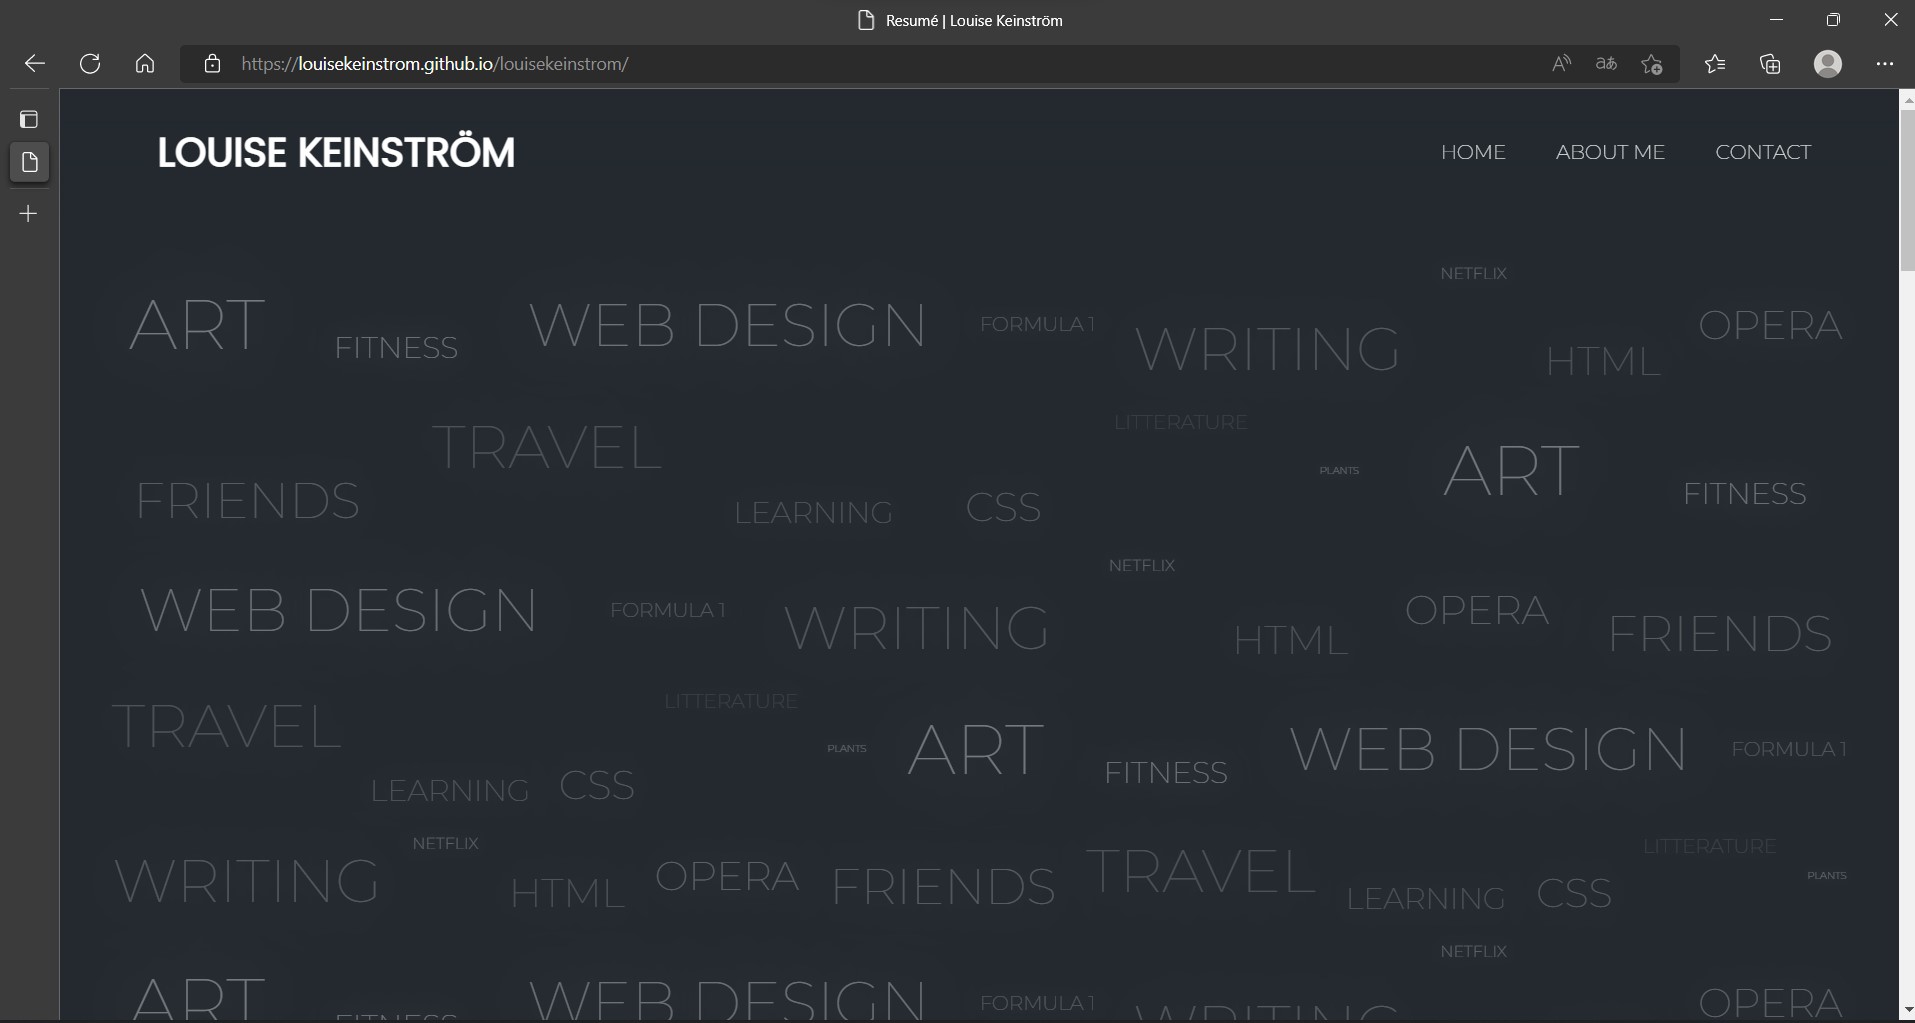 Resumé | Louise Keinström
https://louisekeinstrom.github.io/louisekeinstrom/
LOUISE KEINSTRÖM
HOME ABOUT ME CONTACT
NETFLIX
ART FITNESS WEB DESIGN FORMULA 1 WRITING HTML OPERA
TRAVEL LITTERATURE
FRIENDS LEARNING CSS PLANTS ART FITNESS
NETFLIX
WEB DESIGN FORMULA 1 WRITING HTML OPERA FRIENDS
TRAVEL LITTERATURE PLANTS ART FITNESS WEB DESIGN FORMULA 1
LEARNING CSS
NETFLIX LITTERATURE
WRITING HTML OPERA FRIENDS TRAVEL LEARNING CSS PLANTS
NETFLIX
ART FITNESS WEB DESIGN FORMULA 1 WRITING OPERA